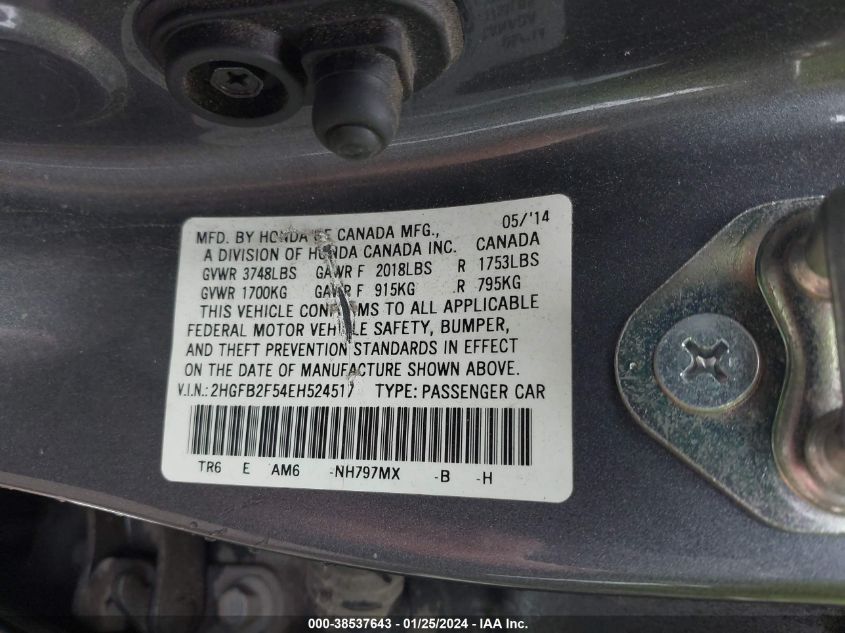 05/'14
MFD. BY HONDA OF CANADA MFG.,
A DIVISION OF HONDA CANADA INC. CANADA
GVWR 3748LBS GAWR F 2018LBS R 1753LBS
GVWR 1700KG GAWR F 915KG R 795KG
THIS VEHICLE CONFORMS TO ALL APPLICABLE
FEDERAL MOTOR VEHICLE SAFETY, BUMPER,
AND THEFT PREVENTION STANDARDS IN EFFECT
ON THE DATE OF MANUFACTURE SHOWN ABOVE.
V.I.N.: 2HGFB2F54EH524517 TYPE: PASSENGER CAR
TR6 E AM6 -NH797MX -B -H
000-38537643 - 01/25/2024 - IAA Inc.